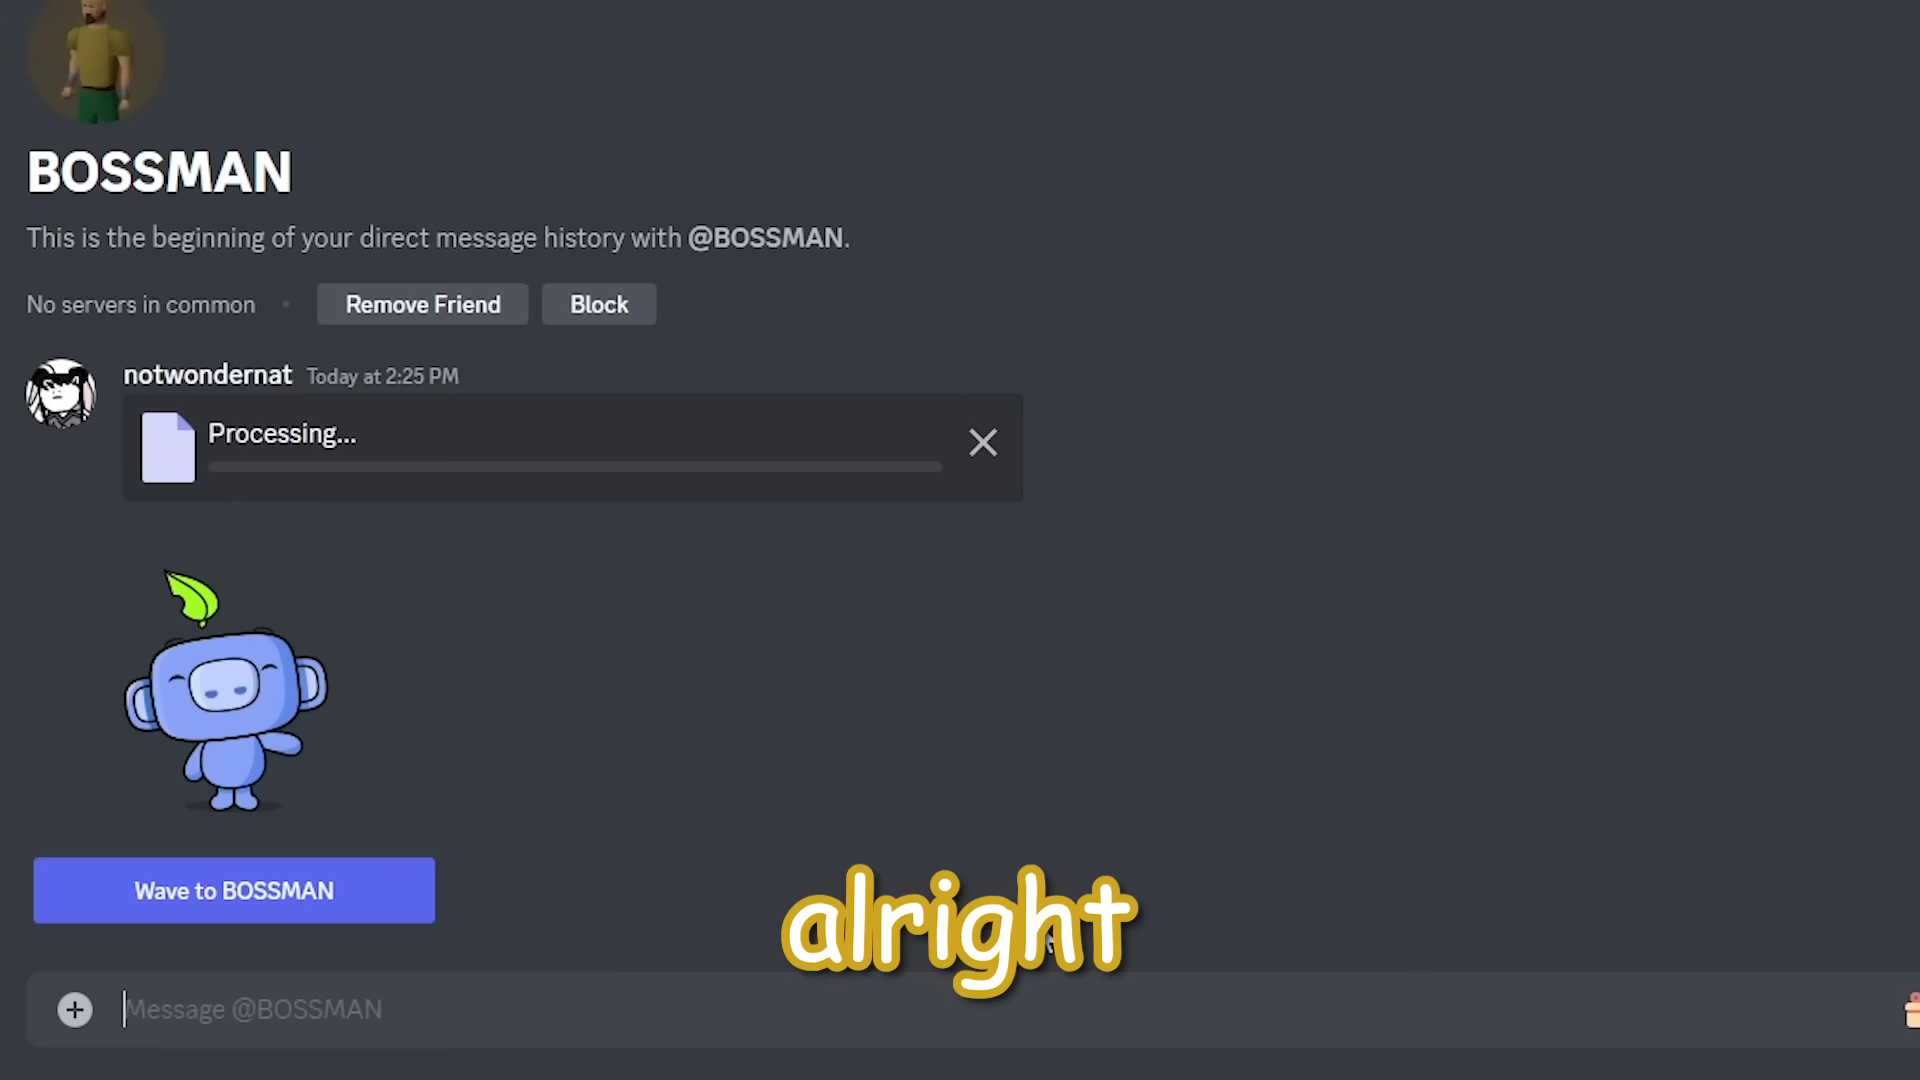 BOSSMAN
This is the beginning of your direct message history with @BOSSMAN.
No servers in common • Remove Friend Block
notwondernat Today at 2:25 PM
Processing...
Wave to BOSSMAN
alright
Message @BOSSMAN